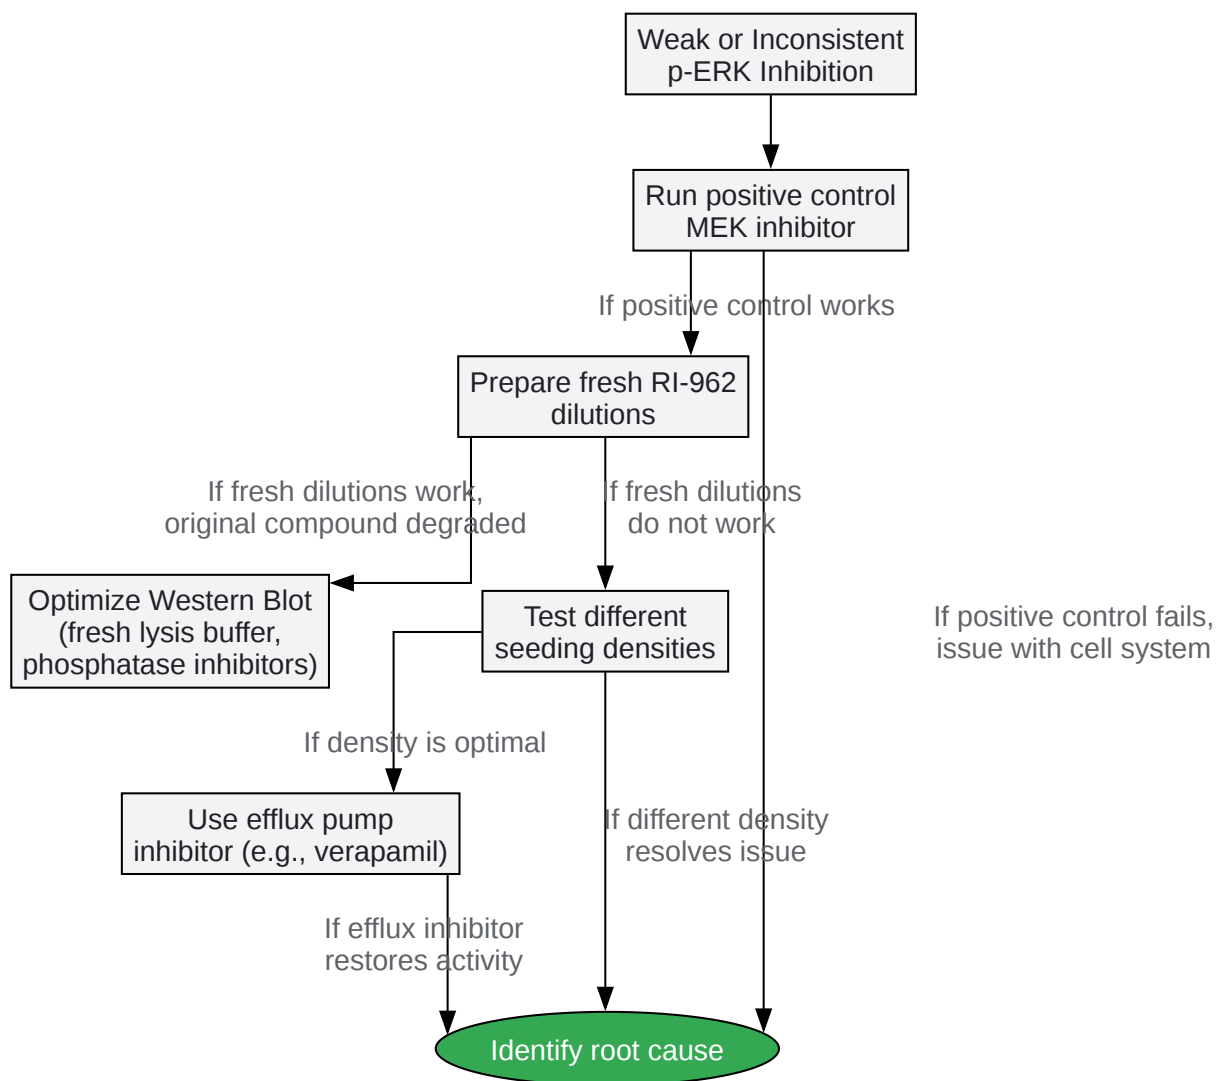 Weak or Inconsistent
p-ERK Inhibition
Run positive control
MEK inhibitor
If positive control works
Prepare fresh RI-962
dilutions
If fresh dilutions work,
original compound degraded
If fresh dilutions
do not work
Optimize Western Blot
(fresh lysis buffer,
phosphatase inhibitors)
Test different
seeding densities
If positive control fails,
issue with cell system
If density is optimal
Use efflux pump
inhibitor (e.g., verapamil)
If different density
resolves issue
If efflux inhibitor
restores activity
Identify root cause